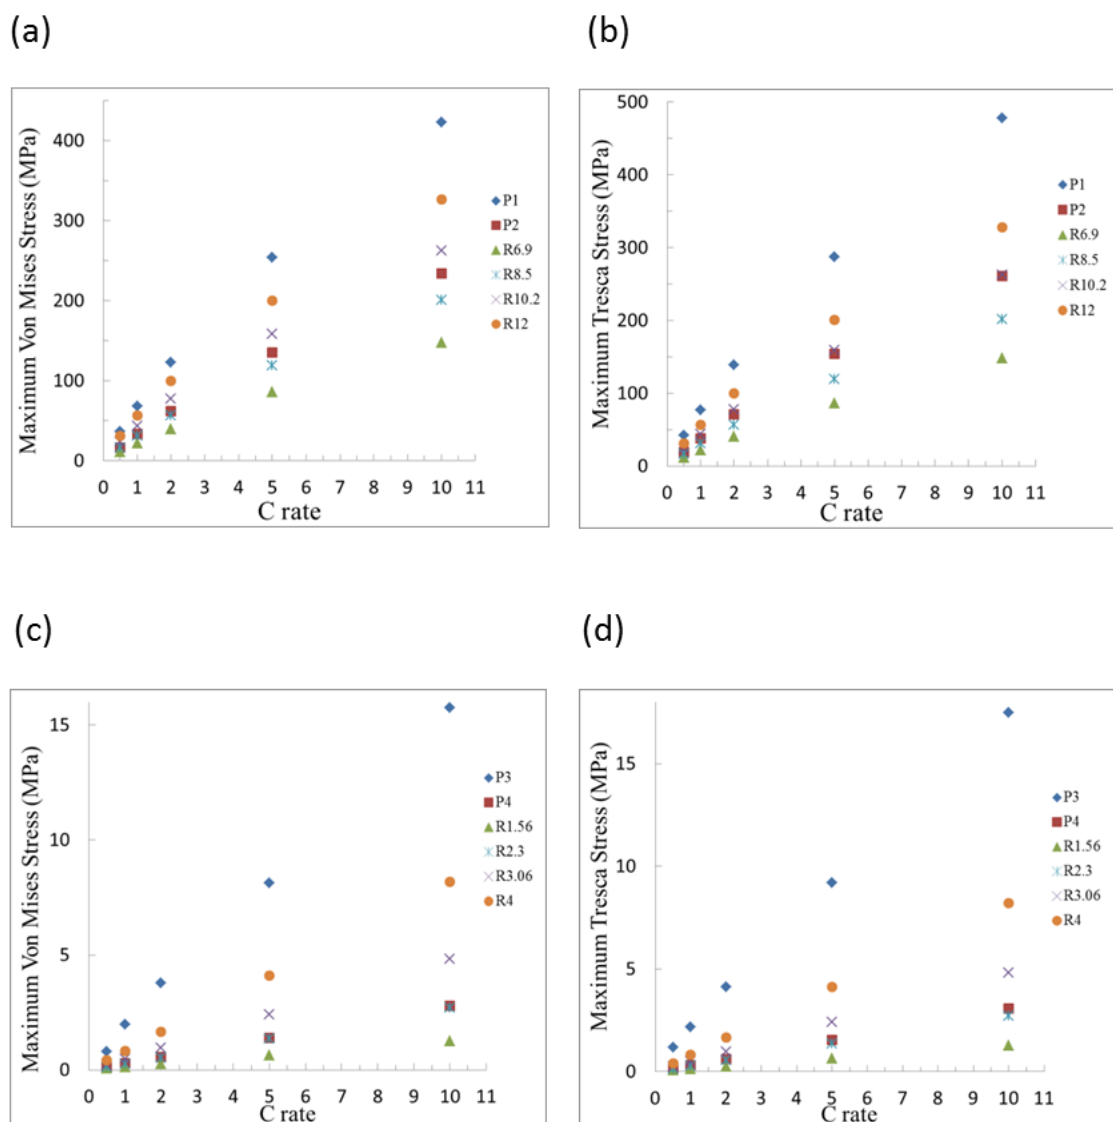 (a)
(b)
Maximum Von Mises Stress (MPa)
400
300
200
100
0
0 1 2 3 4 5 6 7 8 9 10 11
C rate
P1
P2
R6.9
R8.5
R10.2
R12
Maximum Tresca Stress (MPa)
500
400
300
200
100
0
0 1 2 3 4 5 6 7 8 9 10 11
C rate
P1
P2
R6.9
R8.5
R10.2
R12
(c)
(d)
Maximum Von Mises Stress (MPa)
15
10
5
0
0 1 2 3 4 5 6 7 8 9 10 11
C rate
P3
P4
R1.56
R2.3
R3.06
R4
Maximum Tresca Stress (MPa)
15
10
5
0
0 1 2 3 4 5 6 7 8 9 10 11
C rate
P3
P4
R1.56
R2.3
R3.06
R4